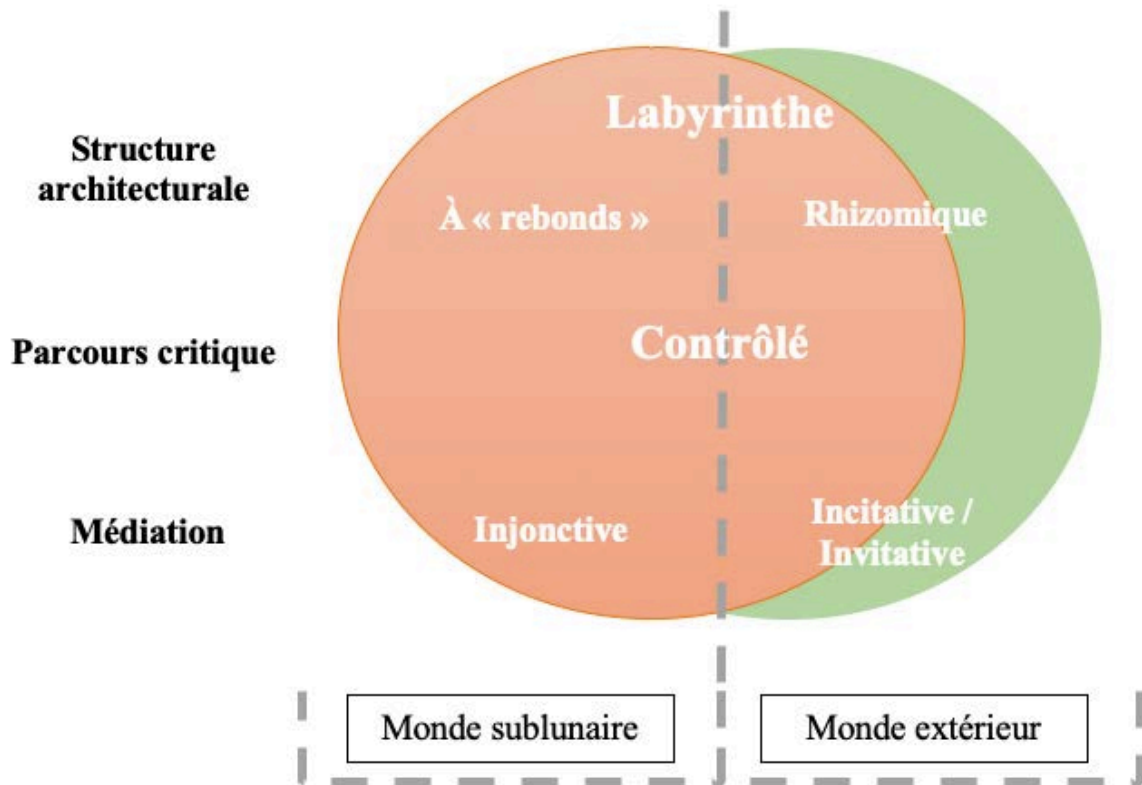 Labyrinthe
Structure
architecturale
À « rebonds »
Rhizomique
Parcours critique
Contrôlé
Médiation
Injonctive
Incitative /
Invitative
Monde sublunaire
Monde extérieur